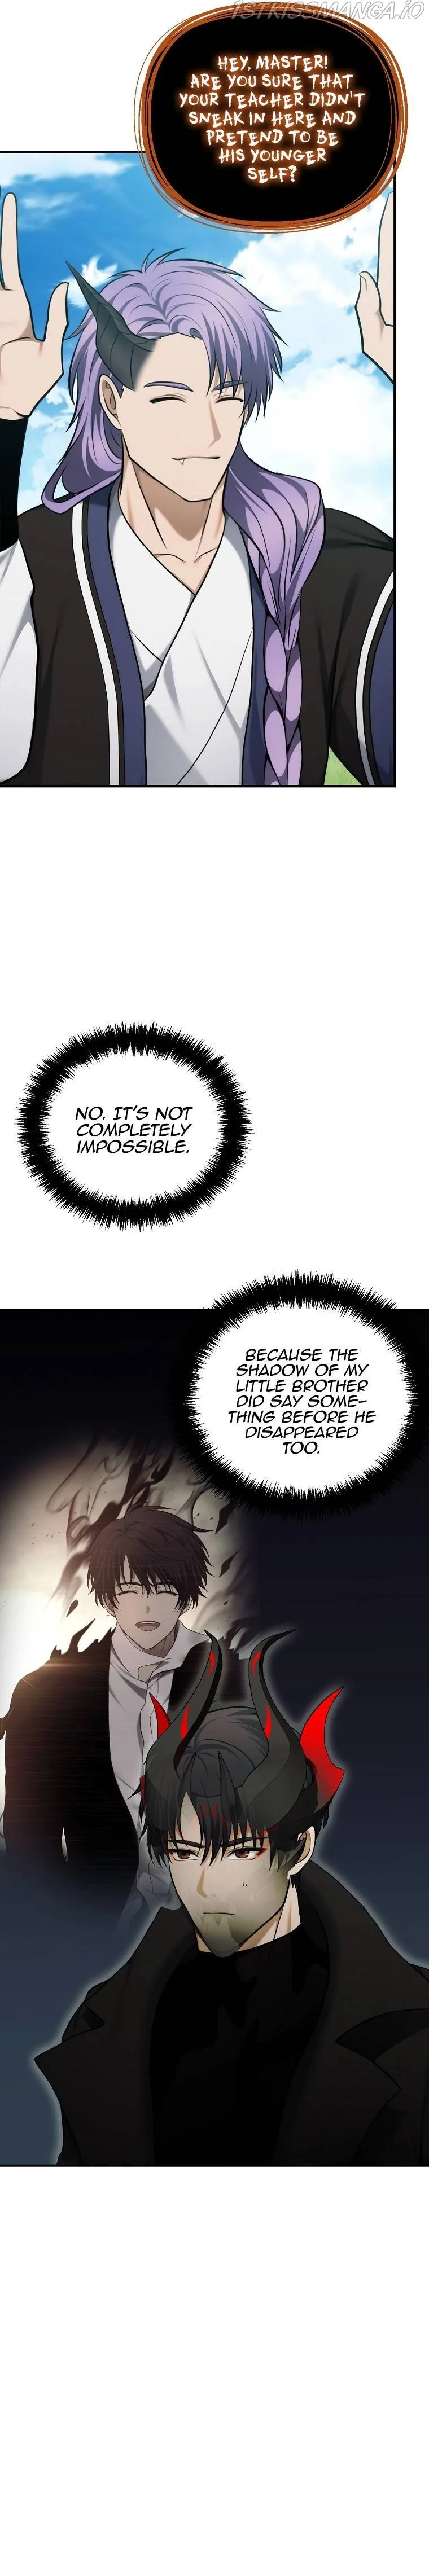 1STKISSMANGA.IO
HEY, MASTER!
ARE YOU SURE THAT
YOUR TEACHER DIDN'T
SNEAK IN HERE AND
PRETEND TO BE
HIS YOUNGER
SELF?
NO. IT'S NOT
COMPLETELY
IMPOSSIBLE.
BECAUSE THE
SHADOW OF MY
LITTLE BROTHER
DID SAY SOME-
THING BEFORE HE
DISAPPEARED
TOO.